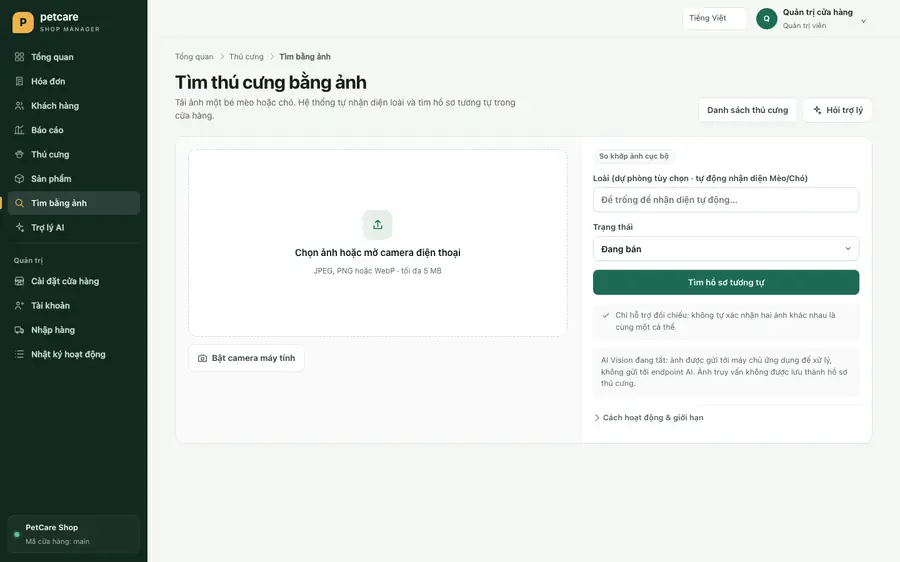 P
petcare
SHOP MANAGER
Tổng quan
Hóa đơn
Khách hàng
Báo cáo
Thú cưng
Sản phẩm
Tìm bằng ảnh
Trợ lý AI
Quản trị
Cài đặt cửa hàng
Tài khoản
Nhập hàng
Nhật ký hoạt động
PetCare Shop
Mã cửa hàng: main
Tiếng Việt
Q
Quản trị cửa hàng
Quản trị viên
Tổng quan > Thú cưng > Tìm bằng ảnh
Tìm thú cưng bằng ảnh
Tải ảnh một bé mèo hoặc chó. Hệ thống tự nhận diện loài và tìm hồ sơ tương tự trong
cửa hàng.
Danh sách thú cưng
Hỏi trợ lý
Chọn ảnh hoặc mở camera điện thoại
JPEG, PNG hoặc WebP · tối đa 5 MB
Bật camera máy tính
So khớp ảnh cục bộ
Loài (dự phòng tùy chọn · tự động nhận diện Mèo/Chó)
Để trống để nhận diện tự động...
Trạng thái
Đang bán
Tìm hồ sơ tương tự
Chỉ hỗ trợ đối chiếu: không tự xác nhận hai ảnh khác nhau là
cùng một cá thể.
AI Vision đang tắt: ảnh được gửi tới máy chủ ứng dụng để xử lý,
không gửi tới endpoint AI. Ảnh truy vấn không được lưu thành hồ sơ
thú cưng.
Cách hoạt động & giới hạn